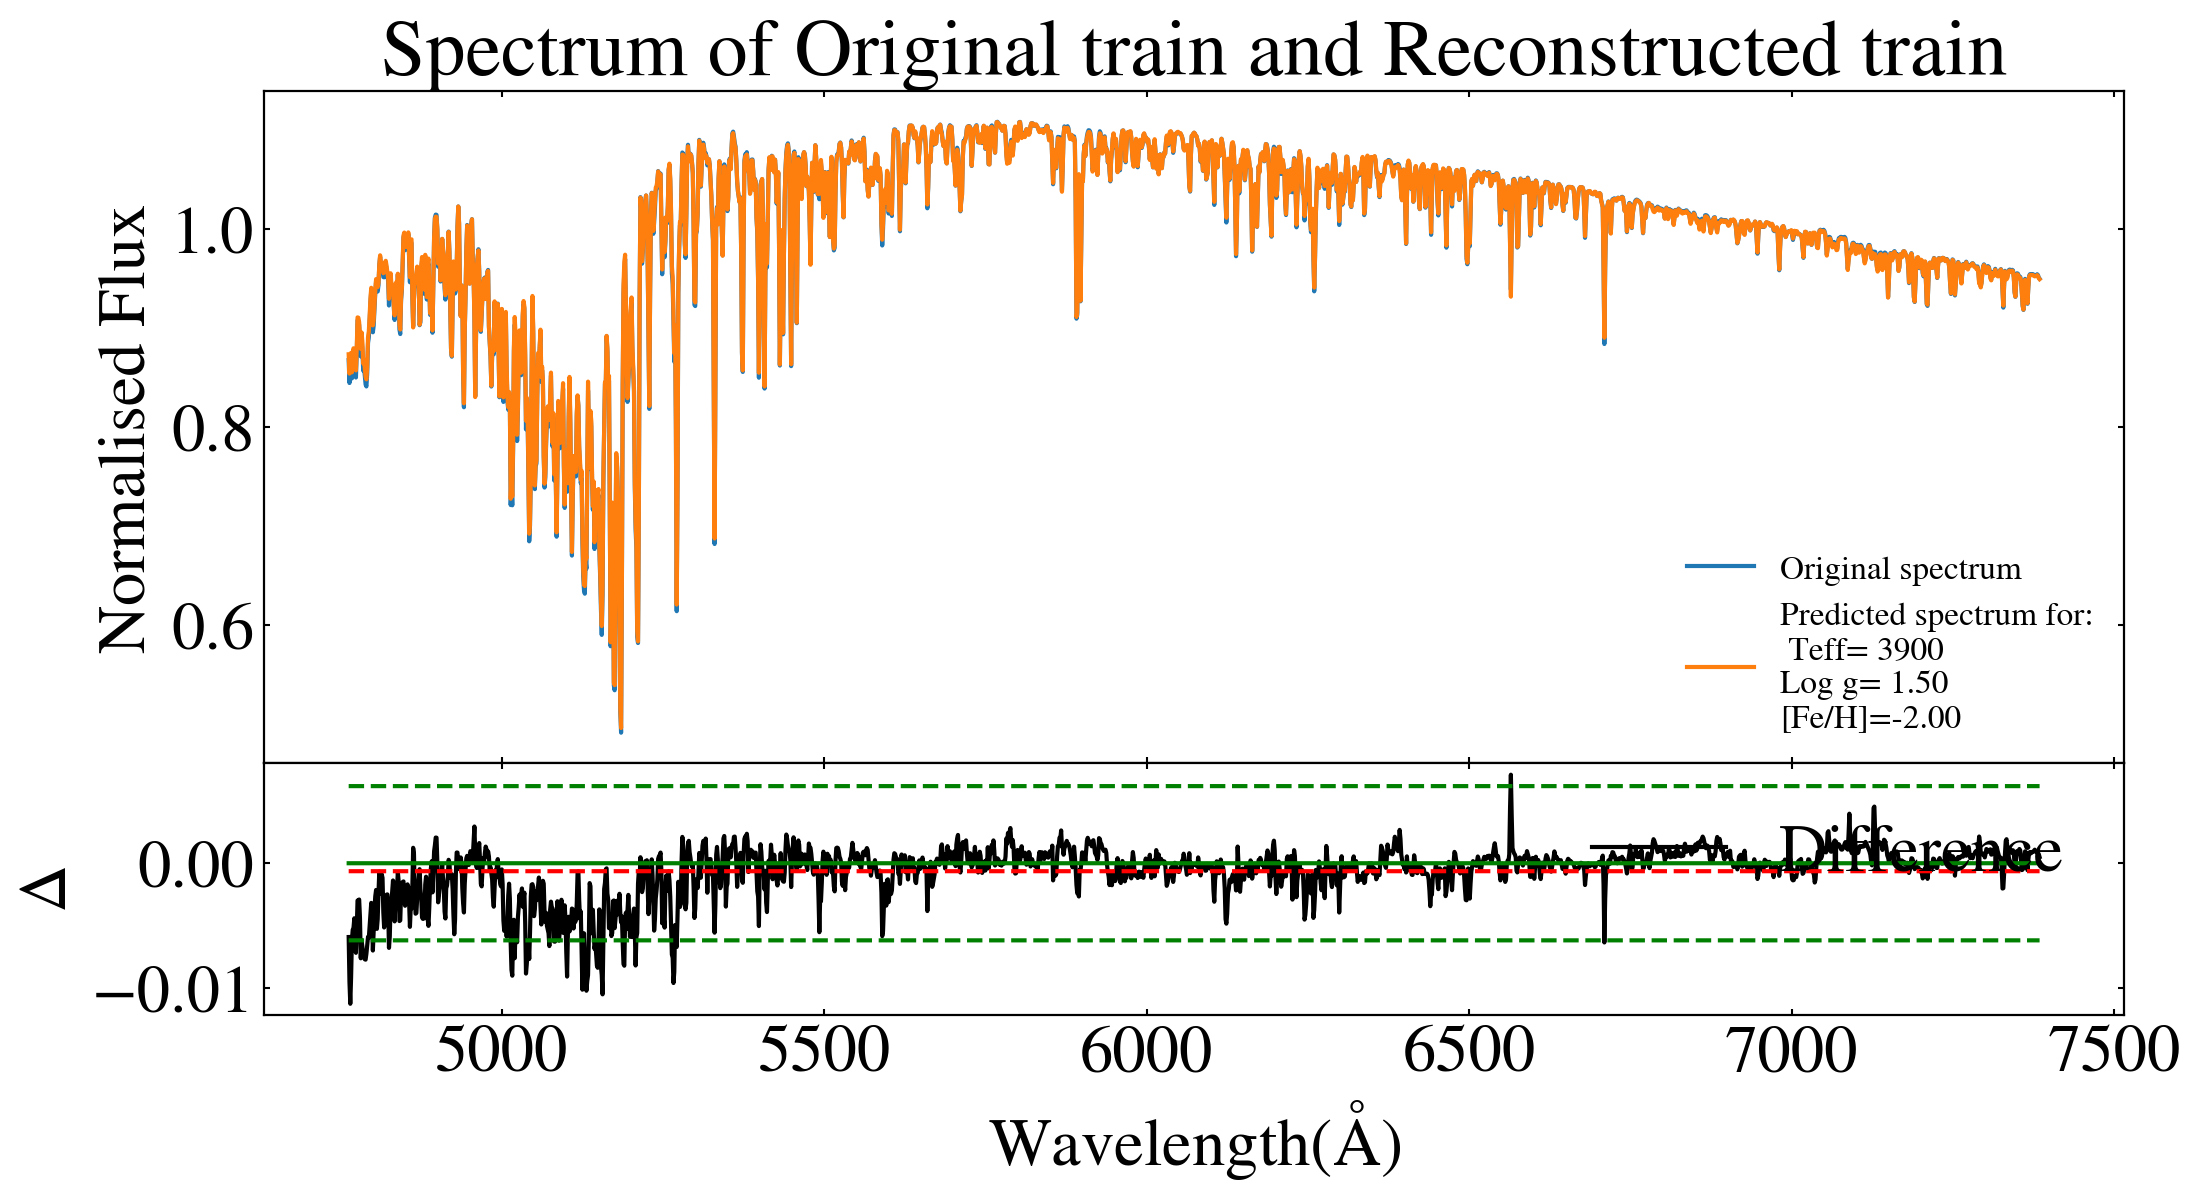 Spectrum of Original train and Reconstructed train
Normalised Flux
1.0
0.8
0.6
Original spectrum
Predicted spectrum for:
Teff= 3900
Log g= 1.50
[Fe/H]=-2.00
Δ
0.00
−0.01
Difference
5000 5500 6000 6500 7000 7500
Wavelength(Å)